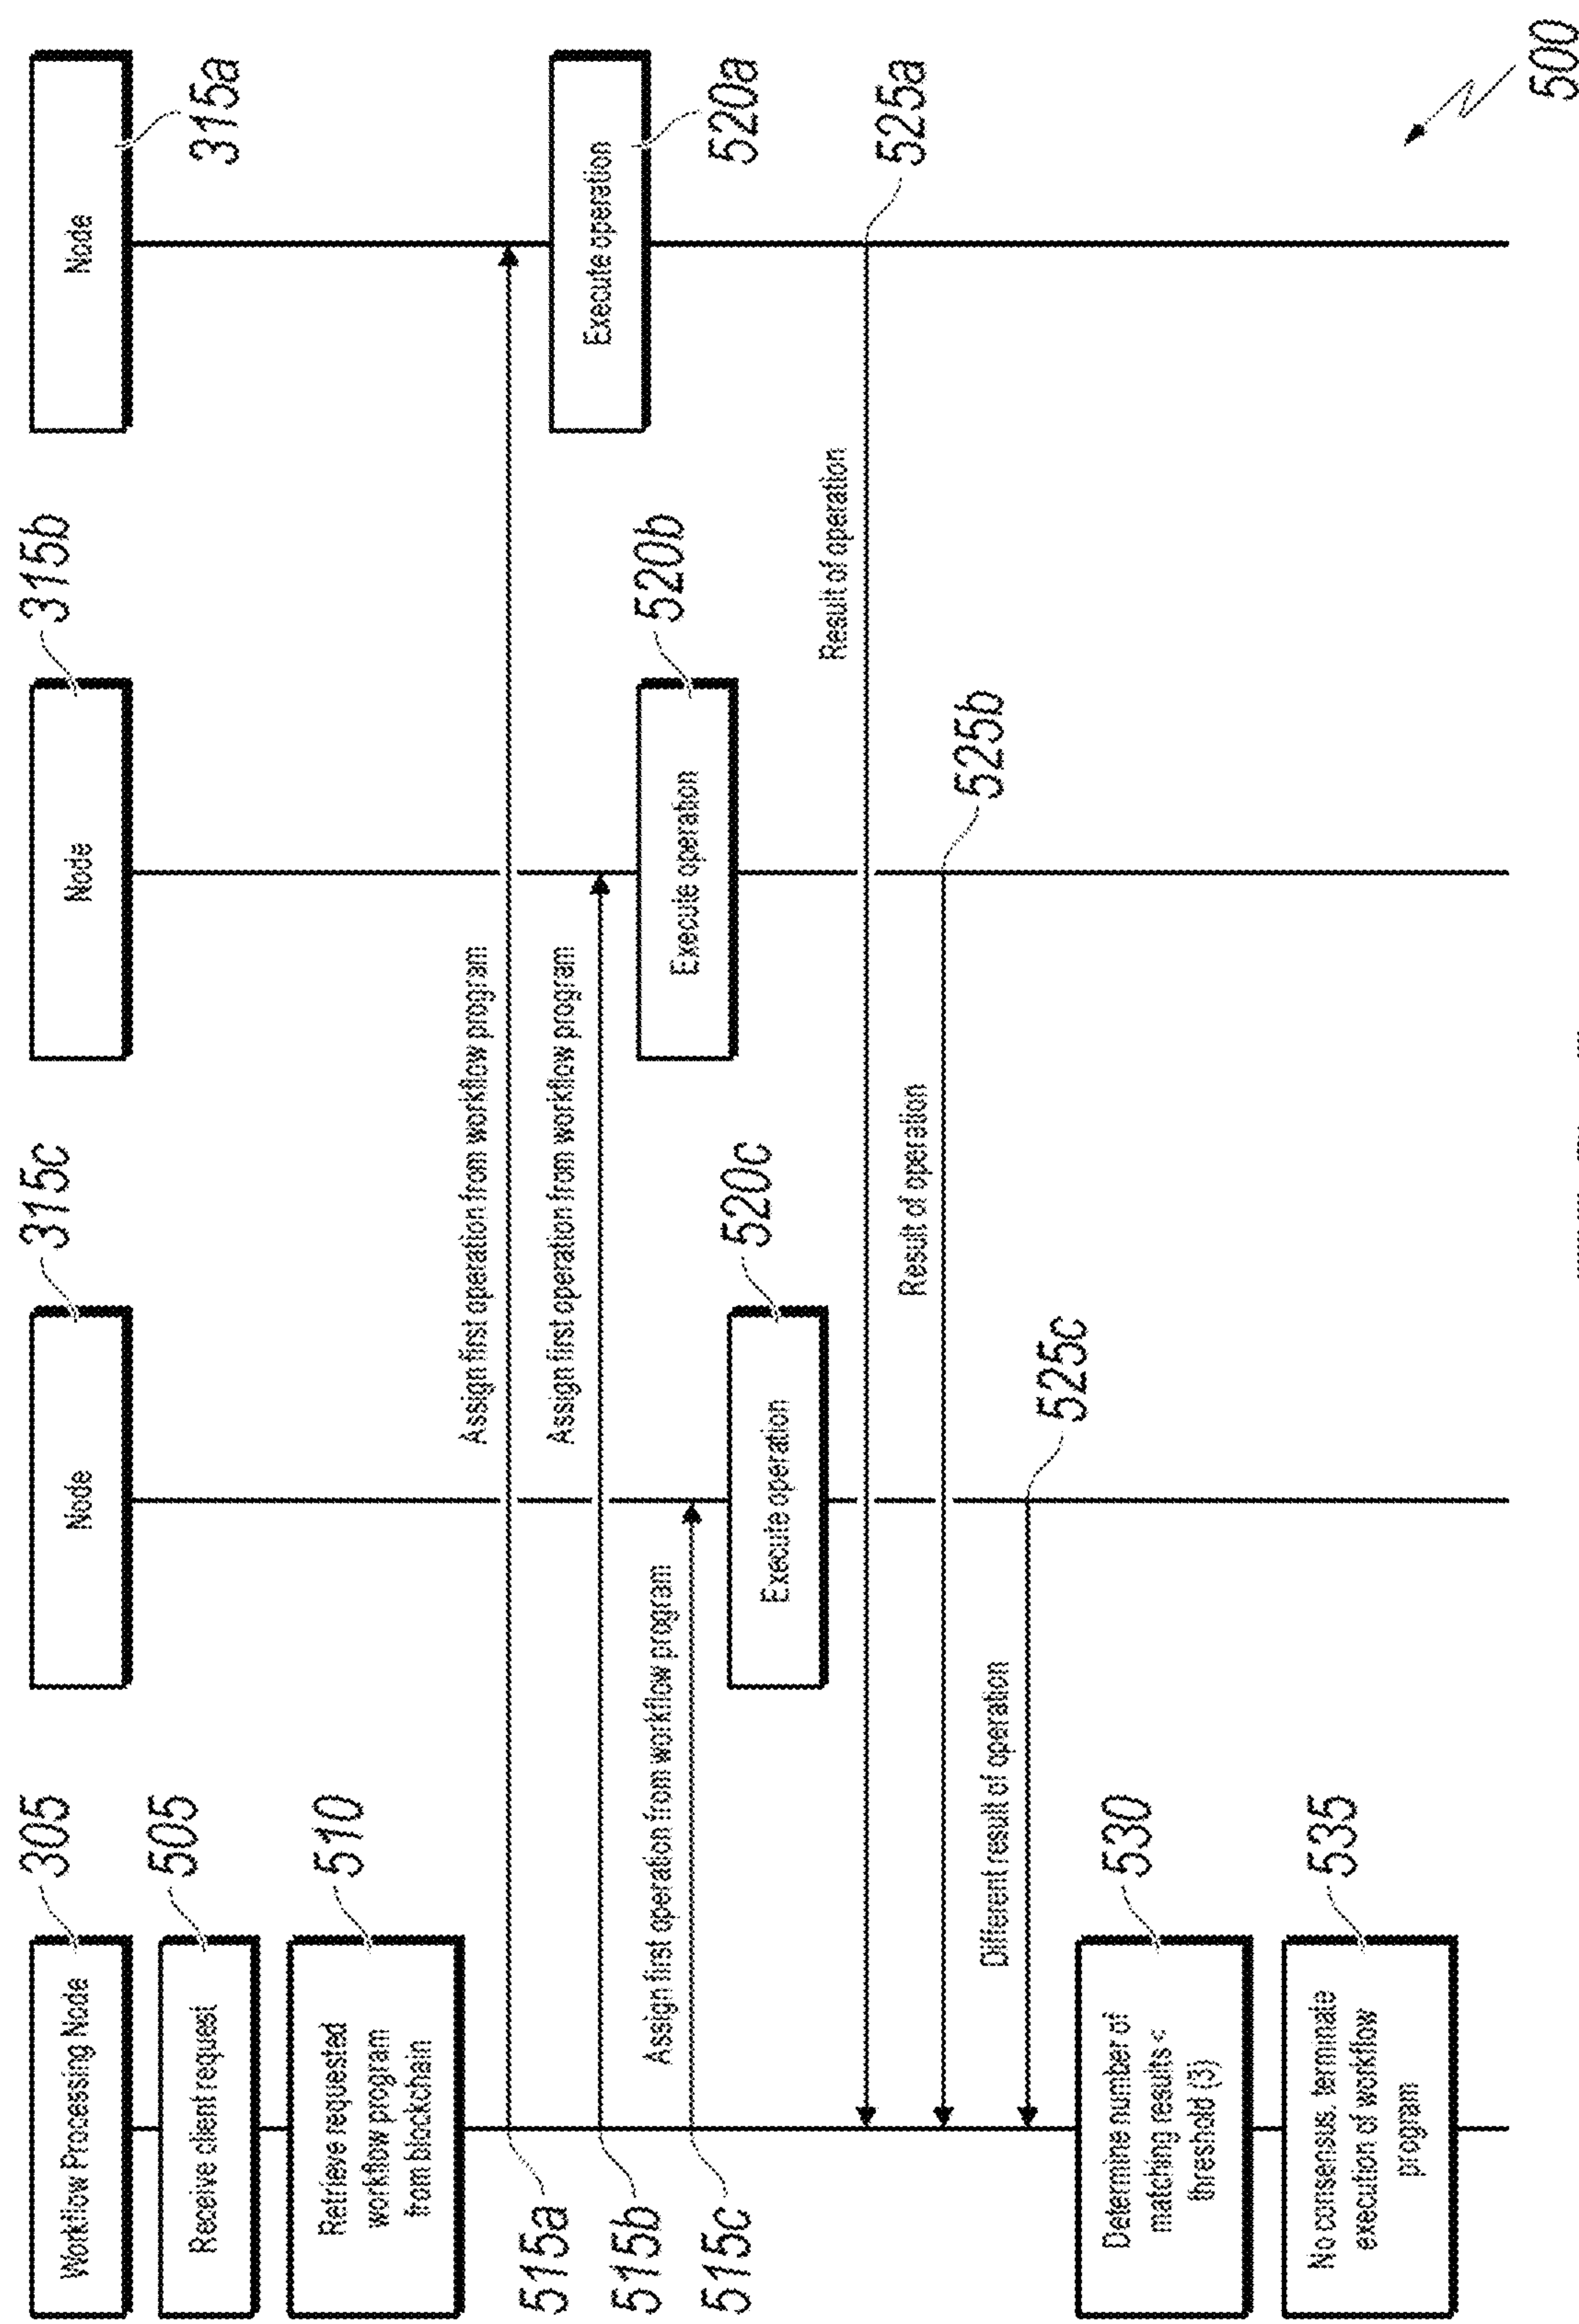 Workflow Processing Node
305
Node
315c
Node
315b
Node
315a
Receive client request
505
Retrieve requested
workflow program
from blockchain
510
Assign first operation from workflow program
515a
Execute operation
520a
Assign first operation from workflow program
515b
Execute operation
520b
Assign first operation from workflow program
515c
Execute operation
520c
Result of operation
525a
Result of operation
525b
Different result of operation
525c
Determine number of
matching results <
threshold (3)
530
No consensus, terminate
execution of workflow
program
535
500